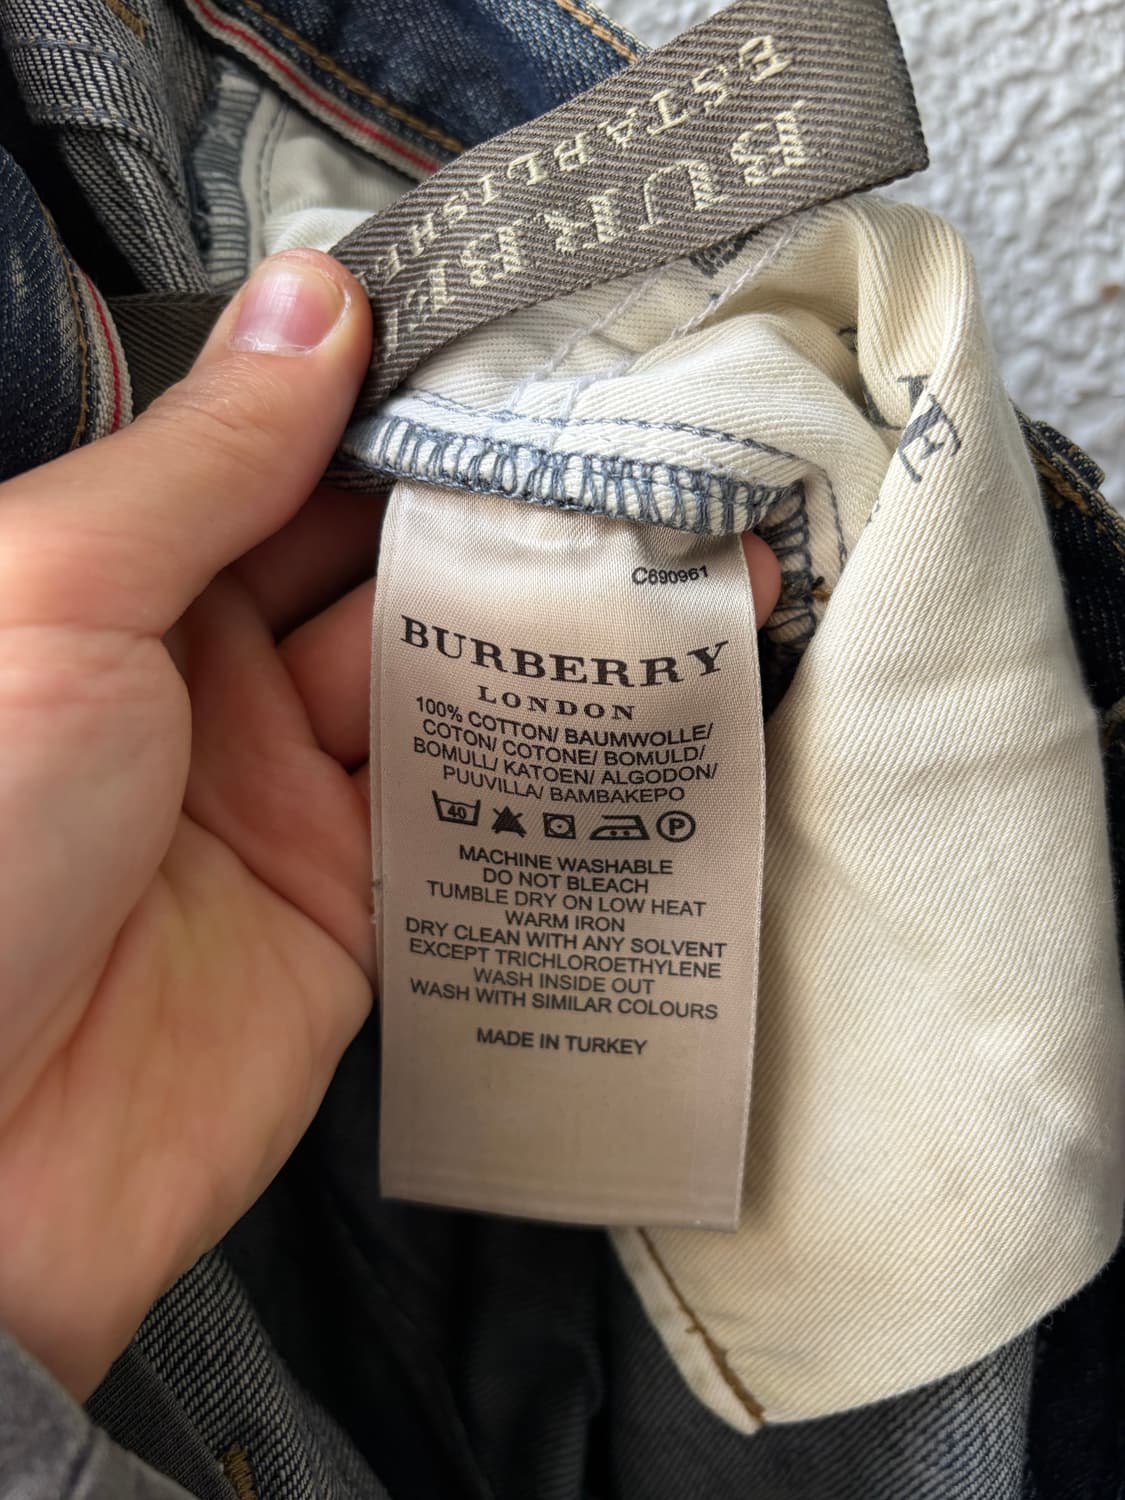 BURBE
ESTABLISHE
C690961
BURBERRY
LONDON
100% COTTON/ BAUMWOLLE/
COTON/ COTONE/ BOMULD/
BOMULL/ KATOEN/ ALGODON/
PUUVILLA/ BAMBAKEPO
40
P
MACHINE WASHABLE
DO NOT BLEACH
TUMBLE DRY ON LOW HEAT
WARM IRON
DRY CLEAN WITH ANY SOLVENT
EXCEPT TRICHLOROETHYLENE
WASH INSIDE OUT
WASH WITH SIMILAR COLOURS
MADE IN TURKEY